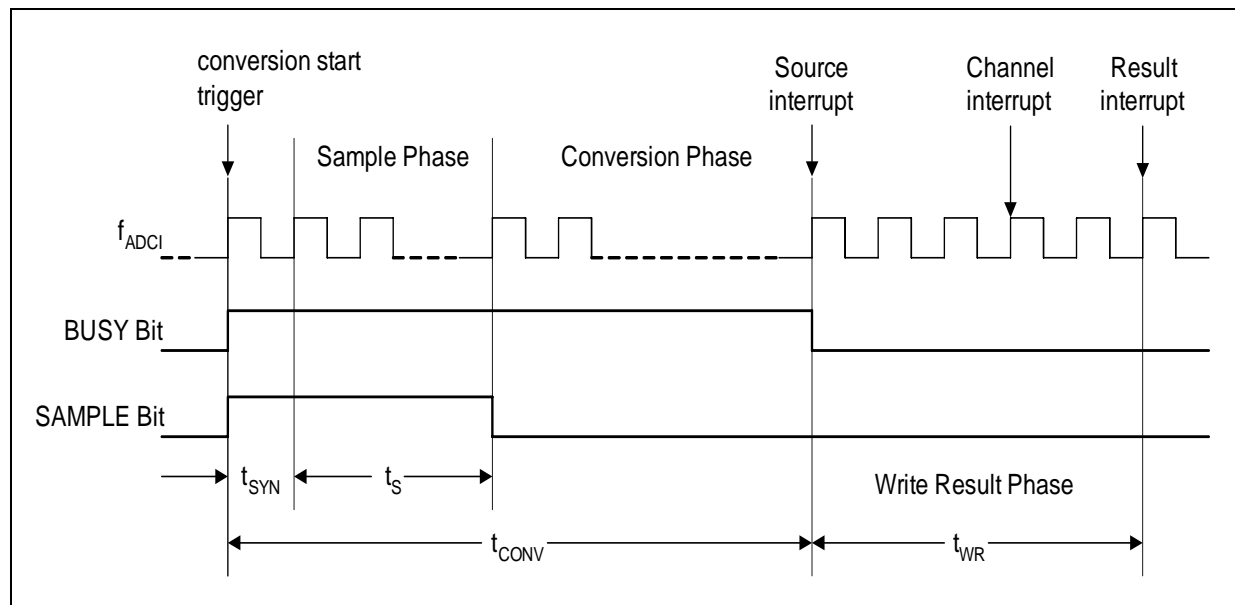 conversion start
trigger
Source
interrupt
Channel
interrupt
Result
interrupt
Sample Phase
Conversion Phase
fADCI
BUSY Bit
SAMPLE Bit
tSYN
tS
Write Result Phase
tCONV
tWR